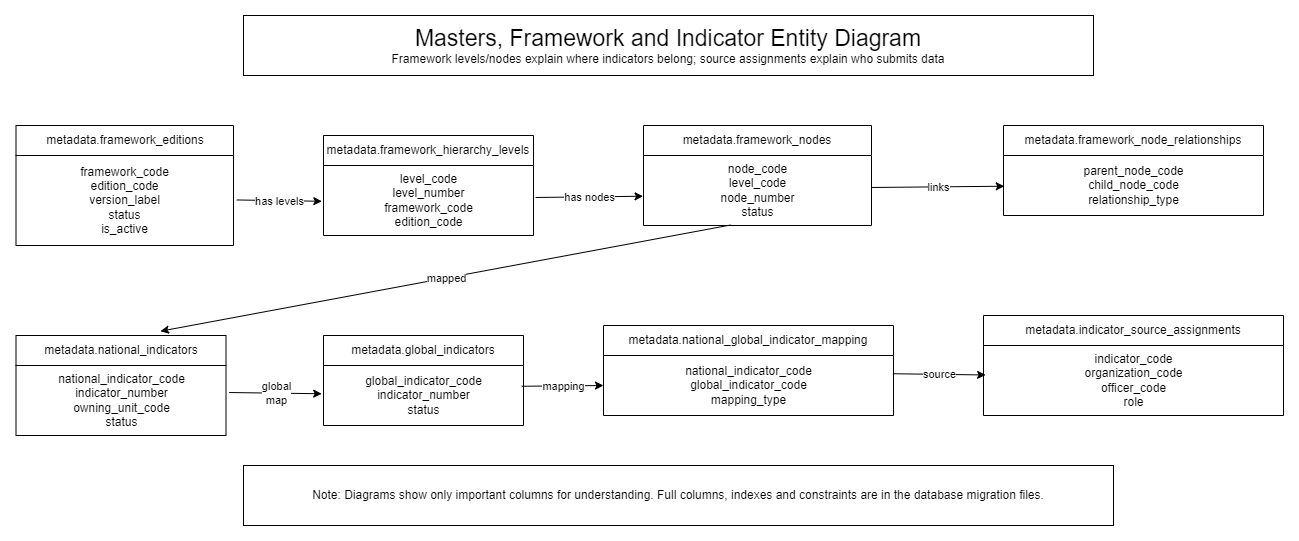 Masters, Framework and Indicator Entity Diagram
Framework levels/nodes explain where indicators belong; source assignments explain who submits data
metadata.framework_editions
framework_code
edition_code
version_label
status
is_active
has levels
metadata.framework_hierarchy_levels
level_code
level_number
framework_code
edition_code
has nodes
metadata.framework_nodes
node_code
level_code
node_number
status
links
metadata.framework_node_relationships
parent_node_code
child_node_code
relationship_type
mapped
metadata.national_indicators
national_indicator_code
indicator_number
owning_unit_code
status
global
map
metadata.global_indicators
global_indicator_code
indicator_number
status
mapping
metadata.national_global_indicator_mapping
national_indicator_code
global_indicator_code
mapping_type
source
metadata.indicator_source_assignments
indicator_code
organization_code
officer_code
role
Note: Diagrams show only important columns for understanding. Full columns, indexes and constraints are in the database migration files.